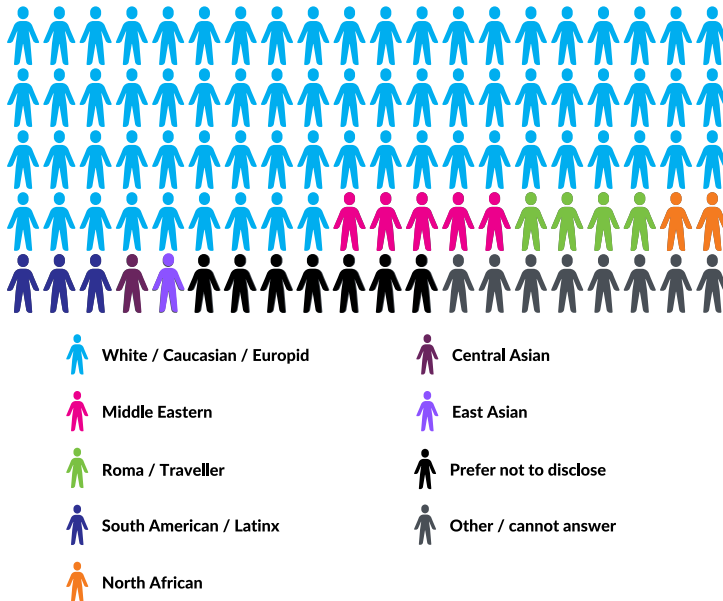 White / Caucasian / Europid
Central Asian
Middle Eastern
East Asian
Roma / Traveller
Prefer not to disclose
South American / Latinx
Other / cannot answer
North African